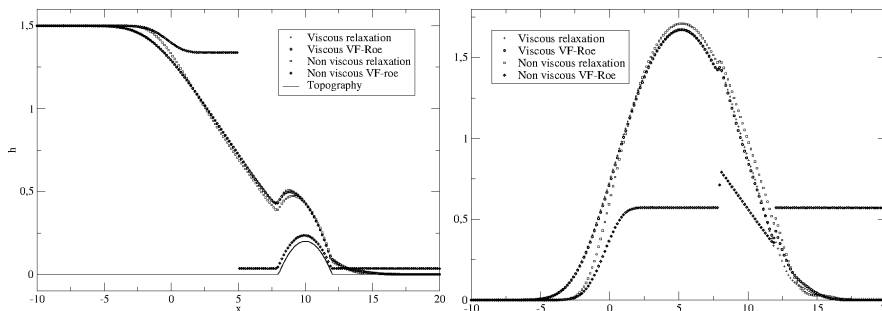 1,5
1
0,5
0
h
-10
-5
0
5
10
15
20
x
Viscous relaxation
Viscous VF-Roe
Non viscous relaxation
Non viscous VF-roe
Topography
1,5
1
0,5
0
-10
-5
0
5
10
15
20
Viscous relaxation
Viscous VF-Roe
Non viscous relaxation
Non viscous VF-Roe